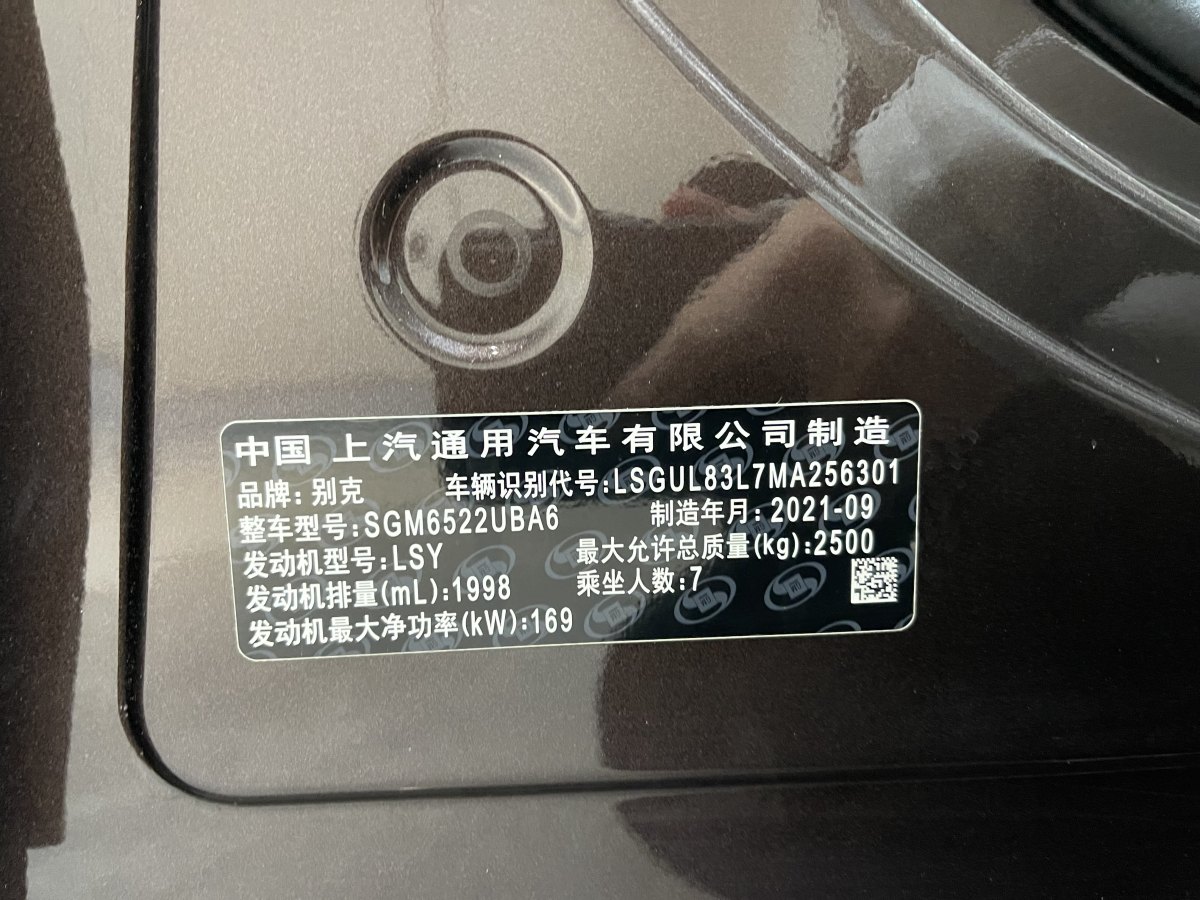 中国 上汽通用汽车有限公司制造
品牌: 别克 车辆识别代号:LSGUL83L7MA256301
整车型号:SGM6522UBA6 制造年月:2021-09
发动机型号:LSY 最大允许总质量(kg):2500
发动机排量(mL):1998 乘坐人数:7
发动机最大净功率(kW):169